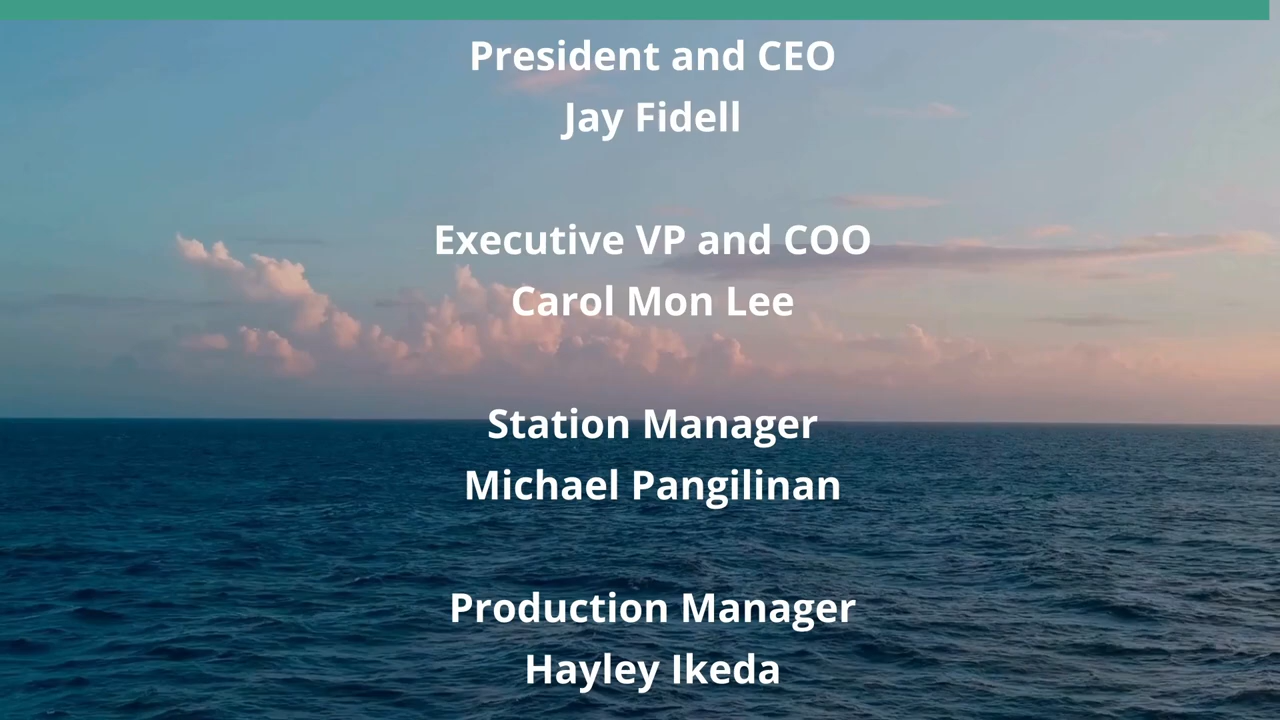 President and CEO
Jay Fidell
Executive VP and COO
Carol Mon Lee
Station Manager
Michael Pangilinan
Production Manager
Hayley Ikeda